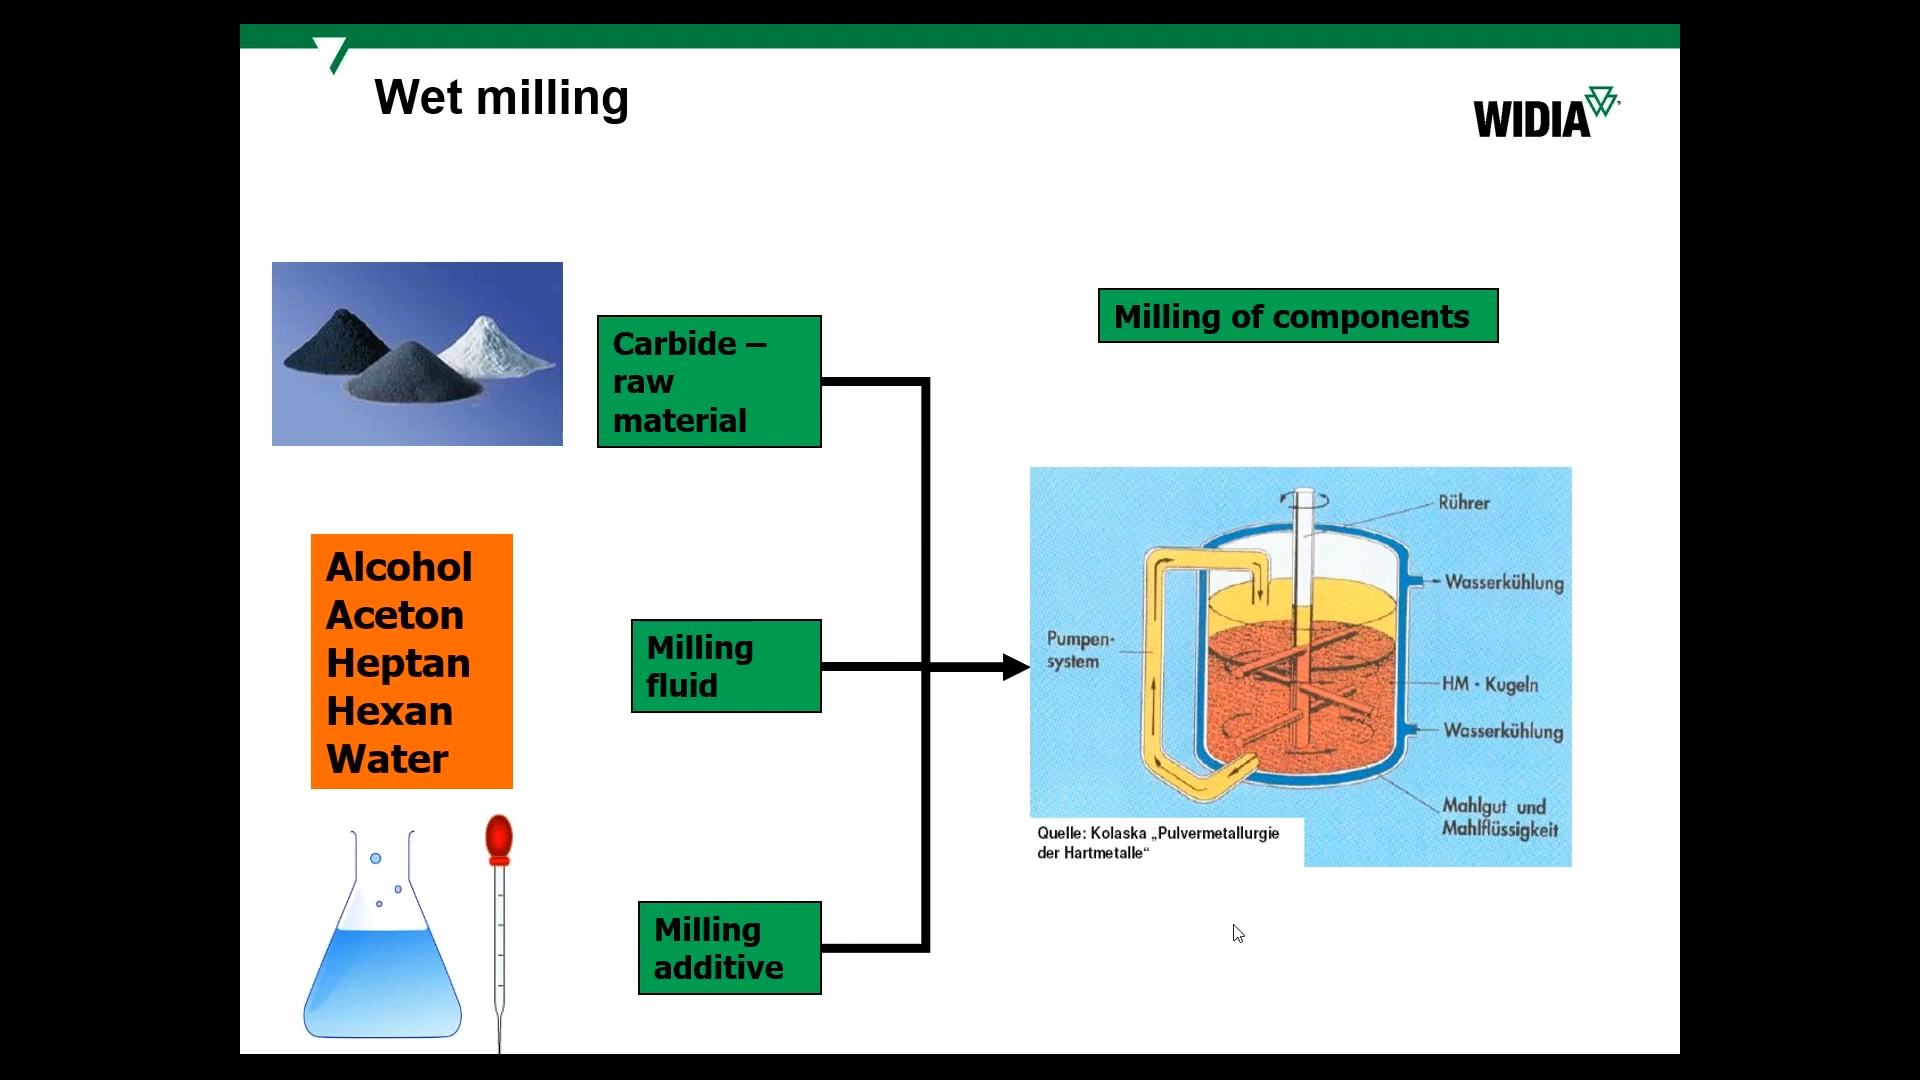 Wet milling
WIDIA
Carbide –
raw
material
Milling of components
Alcohol
Aceton
Heptan
Hexan
Water
Milling
fluid
Milling
additive
Rührer
Wasserkühlung
Pumpen-
system
HM - Kugeln
Wasserkühlung
Mahlgut und
Mahlflüssigkeit
Quelle: Kolaska „Pulvermetallurgie
der Hartmetalle“